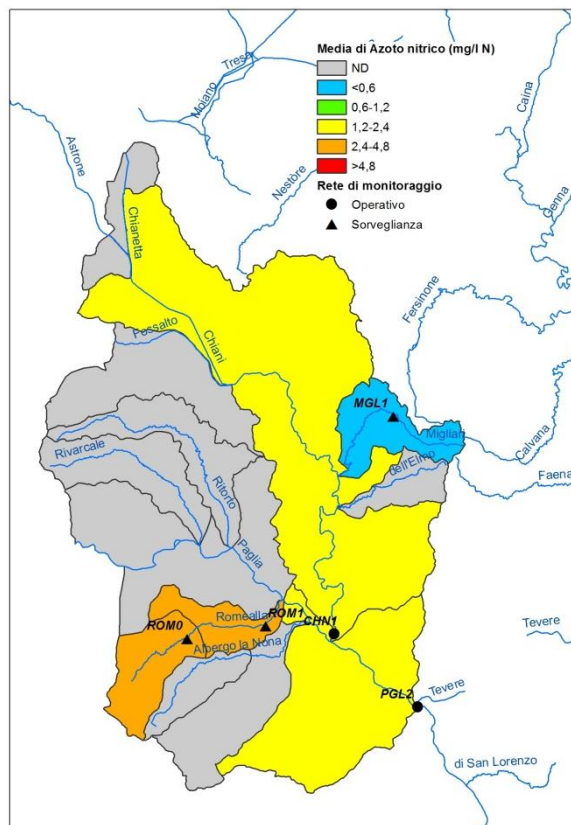 Media di Azoto nitrico (mg/l N)
ND
<0,6
0,6-1,2
1,2-2,4
2,4-4,8
>4,8
Rete di monitoraggio
Operativo
Sorveglianza
Tresa
Moiano
Caina
Astrone
Nestòre
Genna
Chianetta
Fersinone
Chiani
Fossalto
MGL1
Migliari
Calvana
dell'Elmo
Faena
Rivarcale
Ritorto
Paglia
ROM1
Romealla
CHN1
ROM0
Albergo la Nona
Tevere
PGL2
Tevere
di San Lorenzo